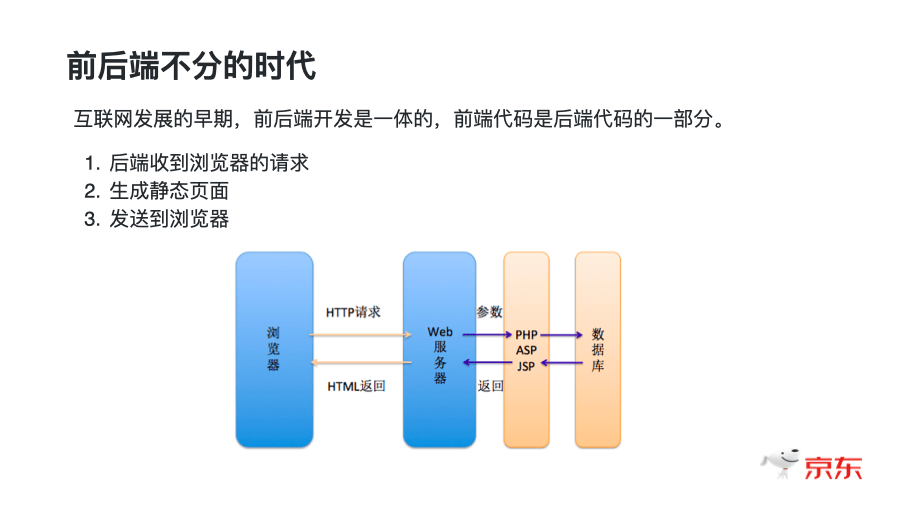 前后端不分的时代
互联网发展的早期，前后端开发是一体的，前端代码是后端代码的一部分。
1. 后端收到浏览器的请求
2. 生成静态页面
3. 发送到浏览器
浏览器
HTTP请求
HTML返回
Web
服务器
参数
返回
PHP
ASP
JSP
数据库
京东